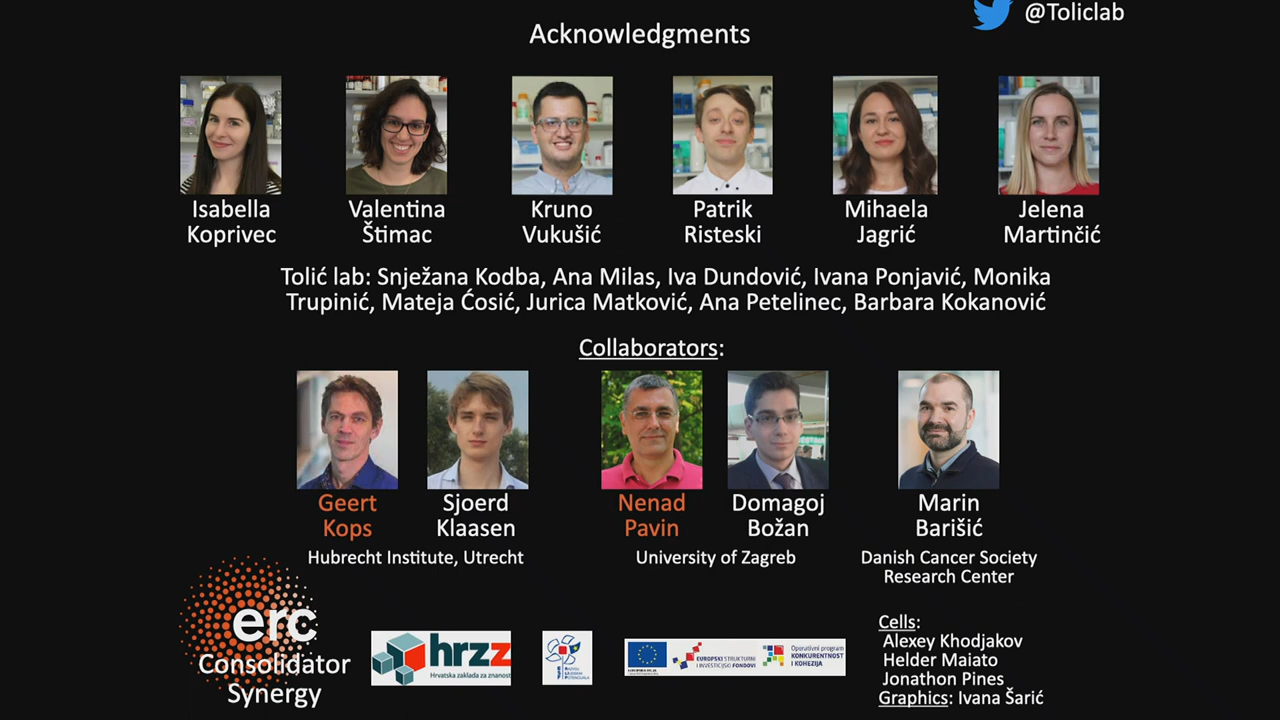 @Toliclab
Acknowledgments
Isabella
Koprivec
Valentina
Štimac
Kruno
Vukušić
Patrik
Risteski
Mihaela
Jagrić
Jelena
Martinčić
Tolić lab: Snježana Kodba, Ana Milas, Iva Dundović, Ivana Ponjavić, Monika
Trupinić, Mateja Ćosić, Jurica Matković, Ana Petelinec, Barbara Kokanović
Collaborators:
Geert
Kops
Sjoerd
Klaasen
Hubrecht Institute, Utrecht
Nenad
Pavin
Domagoj
Božan
University of Zagreb
Marin
Barišić
Danish Cancer Society
Research Center
erc
Consolidator
Synergy
hrzz
Hrvatska zaklada za znanost
EUROPSKI STRUKTURNI
I INVESTICIJSKI FONDOVI
Operativni program
KONKURENTNOST
I KOHEZIJA
Cells:
Alexey Khodjakov
Helder Maiato
Jonathon Pines
Graphics: Ivana Šarić